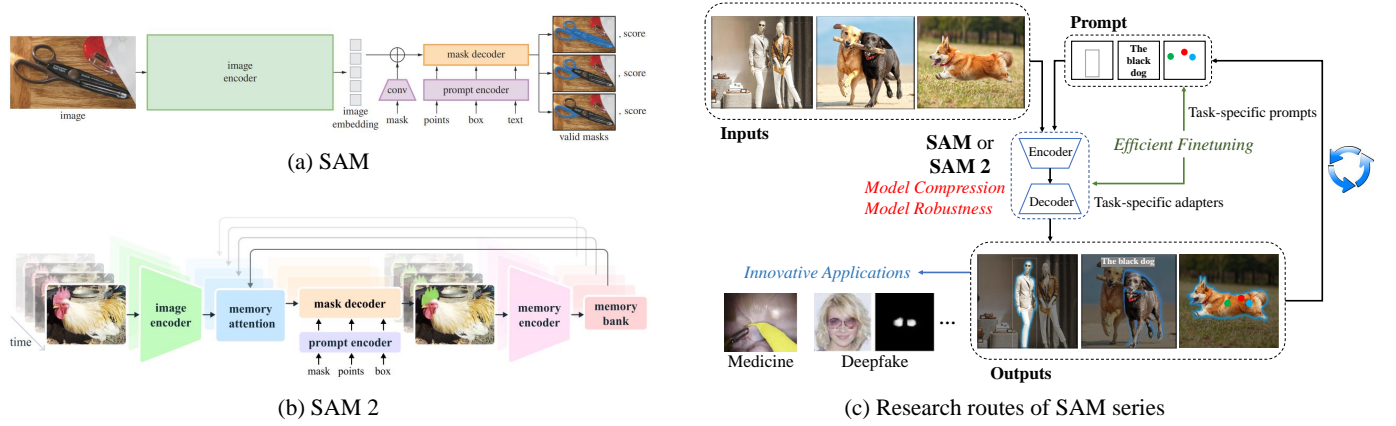 image
image
encoder
image
embedding
conv
mask
mask decoder
prompt encoder
points
box
text
, score
, score
, score
valid masks
(a) SAM
time
image
encoder
memory
attention
mask decoder
prompt encoder
mask
points
box
memory
encoder
memory
bank
(b) SAM 2
Inputs
Prompt
The
black
dog
Task-specific prompts
SAM or
SAM 2
Model Compression
Model Robustness
Encoder
Decoder
Efficient Finetuning
Task-specific adapters
Innovative Applications
The black dog
Medicine
Deepfake
...
Outputs
(c) Research routes of SAM series